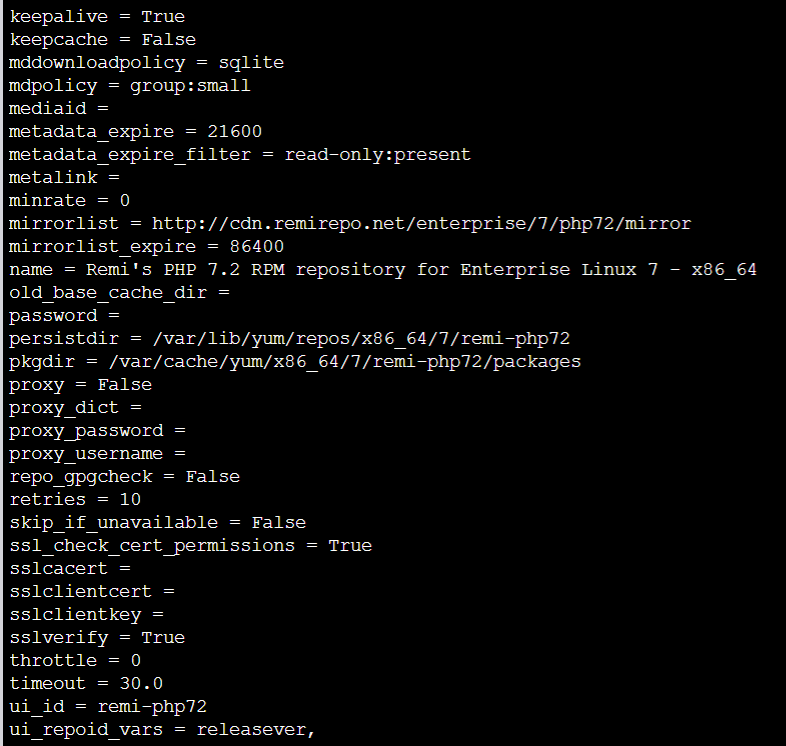 keepalive = True
keepcache = False
mddownloadpolicy = sqlite
mdpolicy = group:small
mediaid =
metadata_expire = 21600
metadata_expire_filter = read-only:present
metalink =
minrate = 0
mirrorlist = http://cdn.remirepo.net/enterprise/7/php72/mirror
mirrorlist_expire = 86400
name = Remi's PHP 7.2 RPM repository for Enterprise Linux 7 - x86_64
old_base_cache_dir =
password =
persistdir = /var/lib/yum/repos/x86_64/7/remi-php72
pkgdir = /var/cache/yum/x86_64/7/remi-php72/packages
proxy = False
proxy_dict =
proxy_password =
proxy_username =
repo_gpgcheck = False
retries = 10
skip_if_unavailable = False
ssl_check_cert_permissions = True
sslcacert =
sslclientcert =
sslclientkey =
sslverify = True
throttle = 0
timeout = 30.0
ui_id = remi-php72
ui_repoid_vars = releasever,